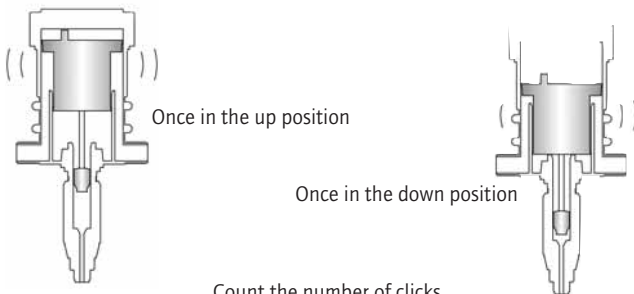 Once in the up position
Once in the down position
Count the number of clicks